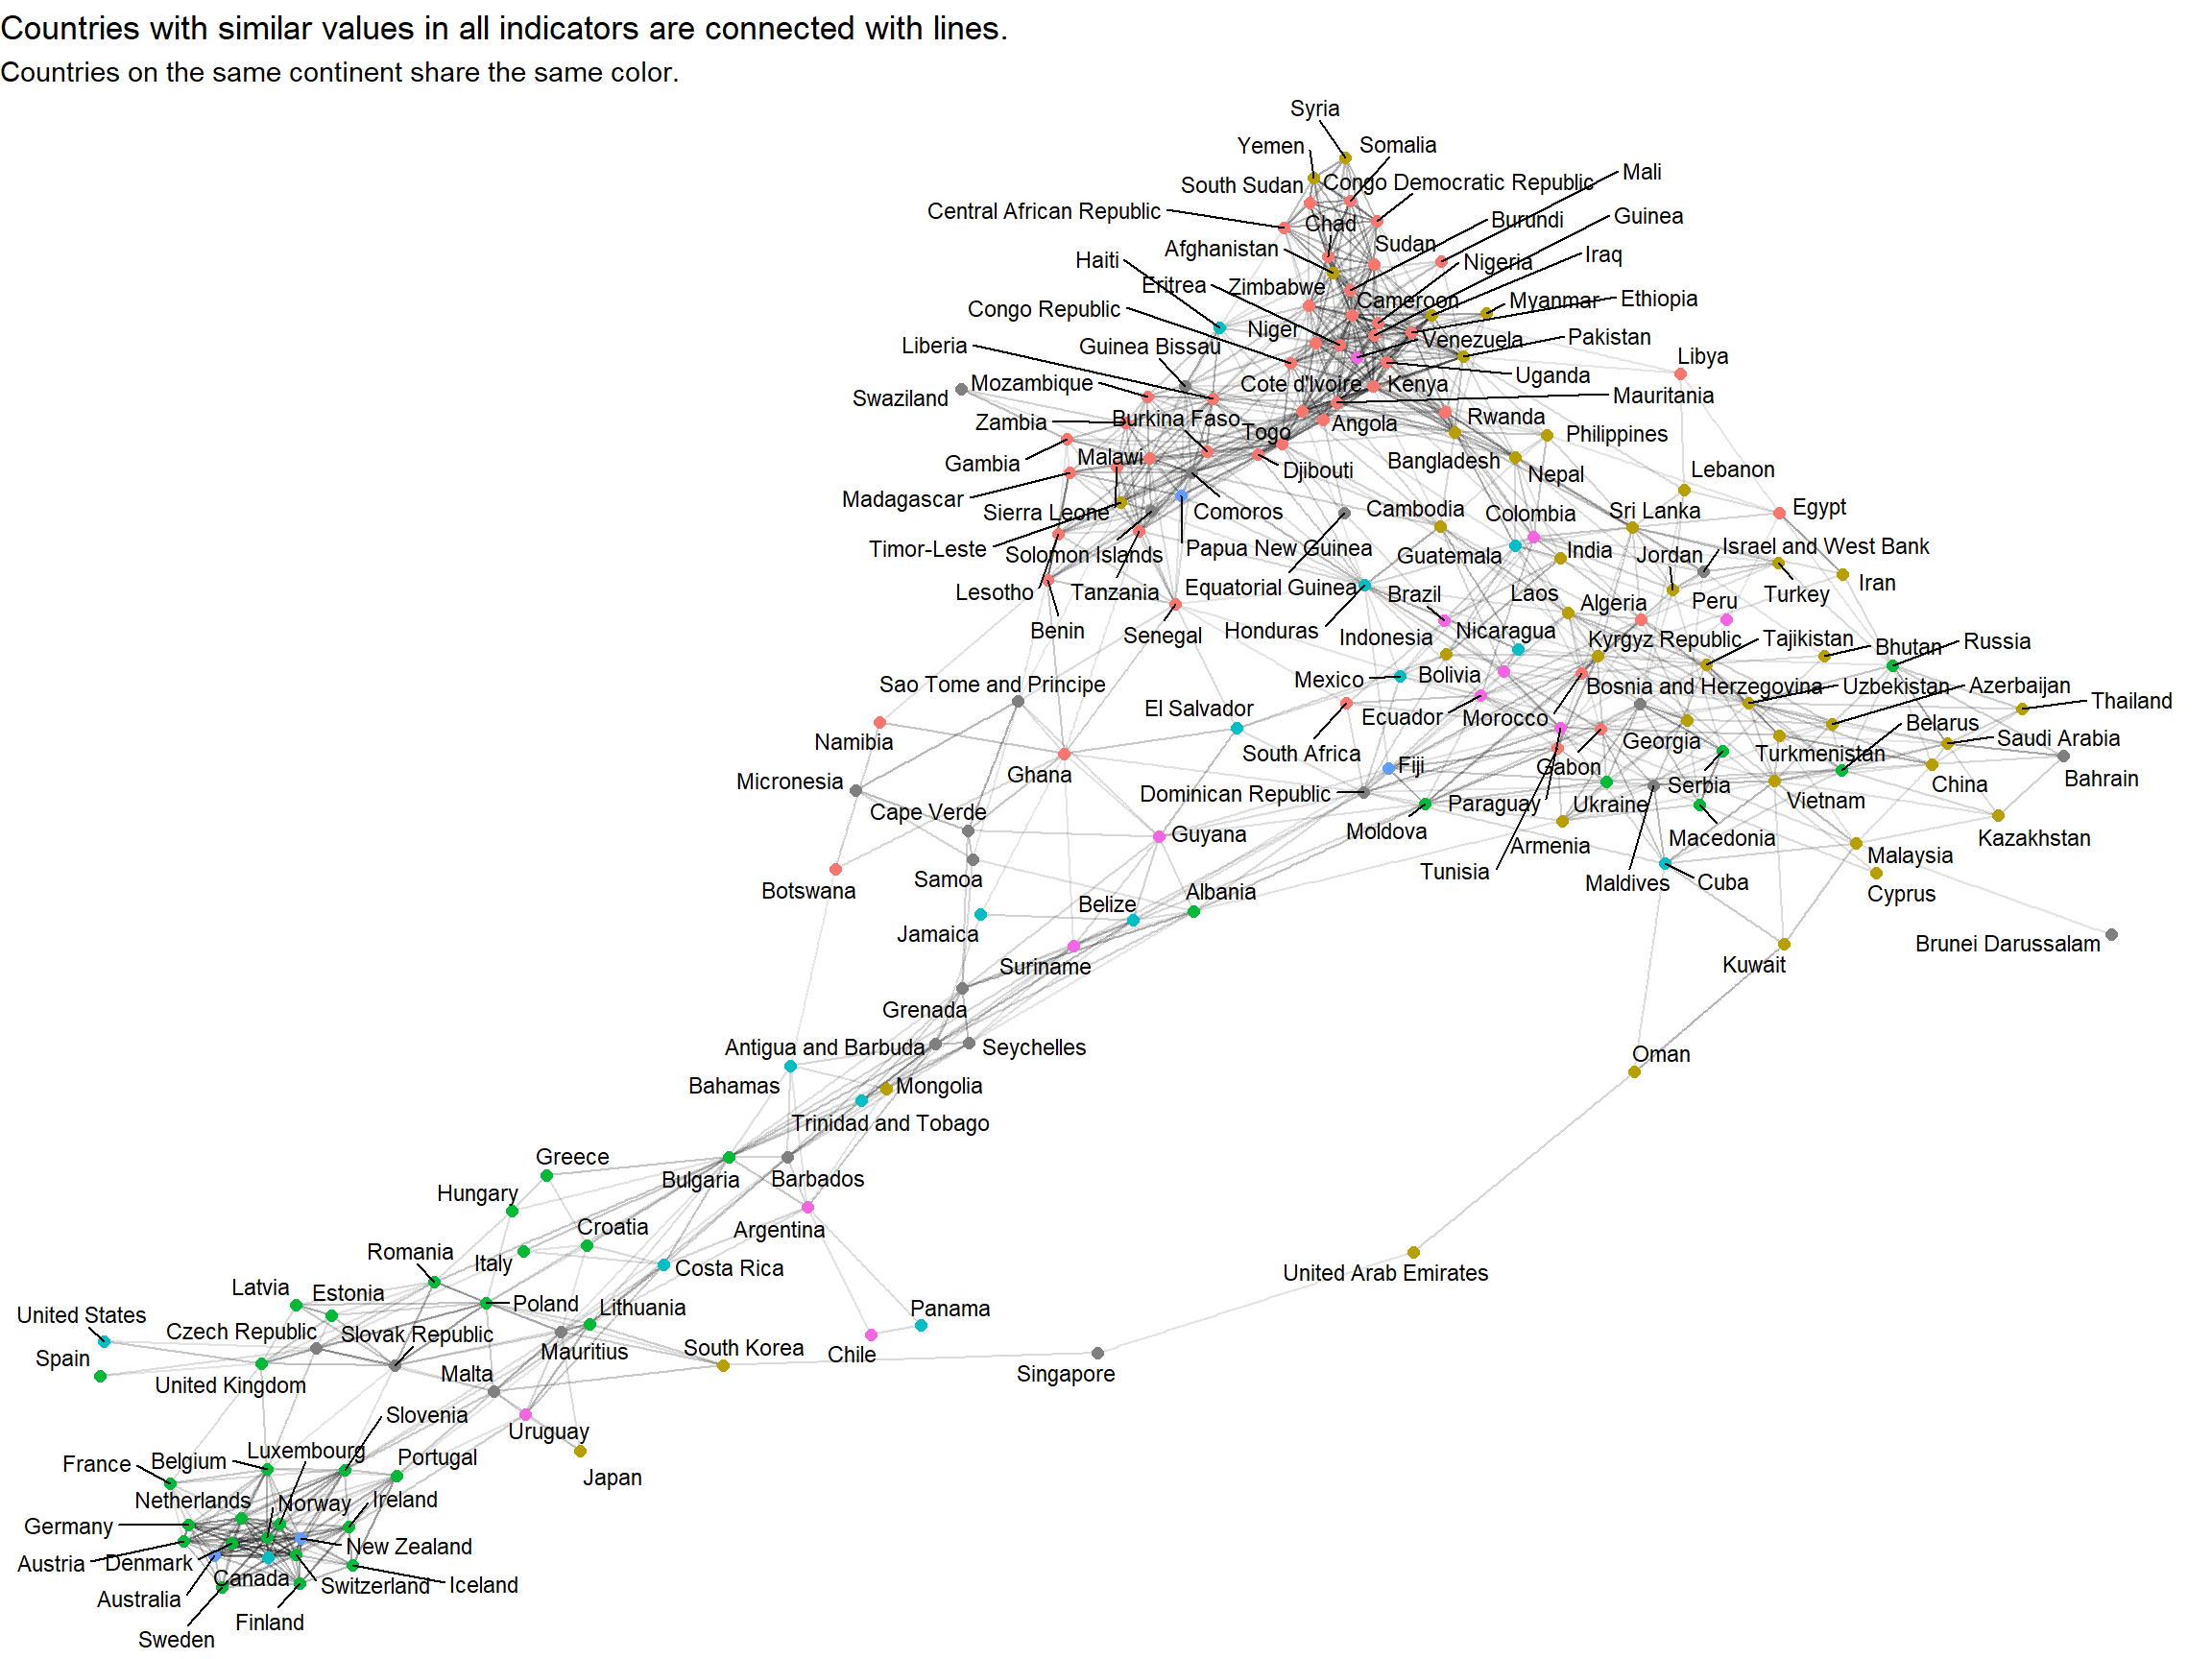 Countries with similar values in all indicators are connected with lines.
Countries on the same continent share the same color.
Syria
Yemen
Somalia
Mali
South Sudan
Congo Democratic Republic
Central African Republic
Chad
Burundi
Guinea
Afghanistan
Sudan
Haiti
Nigeria
Iraq
Eritrea
Zimbabwe
Cameroon
Myanmar
Ethiopia
Congo Republic
Niger
Venezuela
Pakistan
Liberia
Guinea Bissau
Libya
Swaziland
Mozambique
Cote d'Ivoire
Kenya
Uganda
Mauritania
Zambia
Burkina Faso
Togo
Angola
Rwanda
Philippines
Gambia
Malawi
Djibouti
Bangladesh
Nepal
Lebanon
Madagascar
Sierra Leone
Comoros
Cambodia
Colombia
Sri Lanka
Egypt
Timor-Leste
Solomon Islands
Papua New Guinea
Guatemala
India
Jordan
Israel and West Bank
Lesotho
Tanzania
Equatorial Guinea
Brazil
Laos
Algeria
Peru
Turkey
Iran
Benin
Senegal
Honduras
Indonesia
Nicaragua
Kyrgyz Republic
Tajikistan
Bhutan
Russia
Sao Tome and Principe
Mexico
Bolivia
Bosnia and Herzegovina
Uzbekistan
Azerbaijan
Thailand
El Salvador
Ecuador
Morocco
Belarus
Namibia
South Africa
Georgia
Turkmenistan
Saudi Arabia
Micronesia
Ghana
Fiji
Gabon
Serbia
China
Bahrain
Cape Verde
Dominican Republic
Paraguay
Ukraine
Vietnam
Guyana
Moldova
Armenia
Macedonia
Kazakhstan
Botswana
Samoa
Tunisia
Maldives
Cuba
Malaysia
Cyprus
Albania
Belize
Jamaica
Brunei Darussalam
Suriname
Kuwait
Grenada
Antigua and Barbuda
Seychelles
Oman
Bahamas
Mongolia
Trinidad and Tobago
Greece
Bulgaria
Barbados
Hungary
Croatia
Argentina
Romania
Italy
Costa Rica
United Arab Emirates
Latvia
Estonia
Poland
Lithuania
Panama
United States
Czech Republic
Slovak Republic
Mauritius
South Korea
Chile
Spain
United Kingdom
Malta
Singapore
Slovenia
Uruguay
France
Belgium
Luxembourg
Portugal
Japan
Netherlands
Norway
Ireland
Germany
New Zealand
Austria
Denmark
Canada
Switzerland
Iceland
Australia
Finland
Sweden